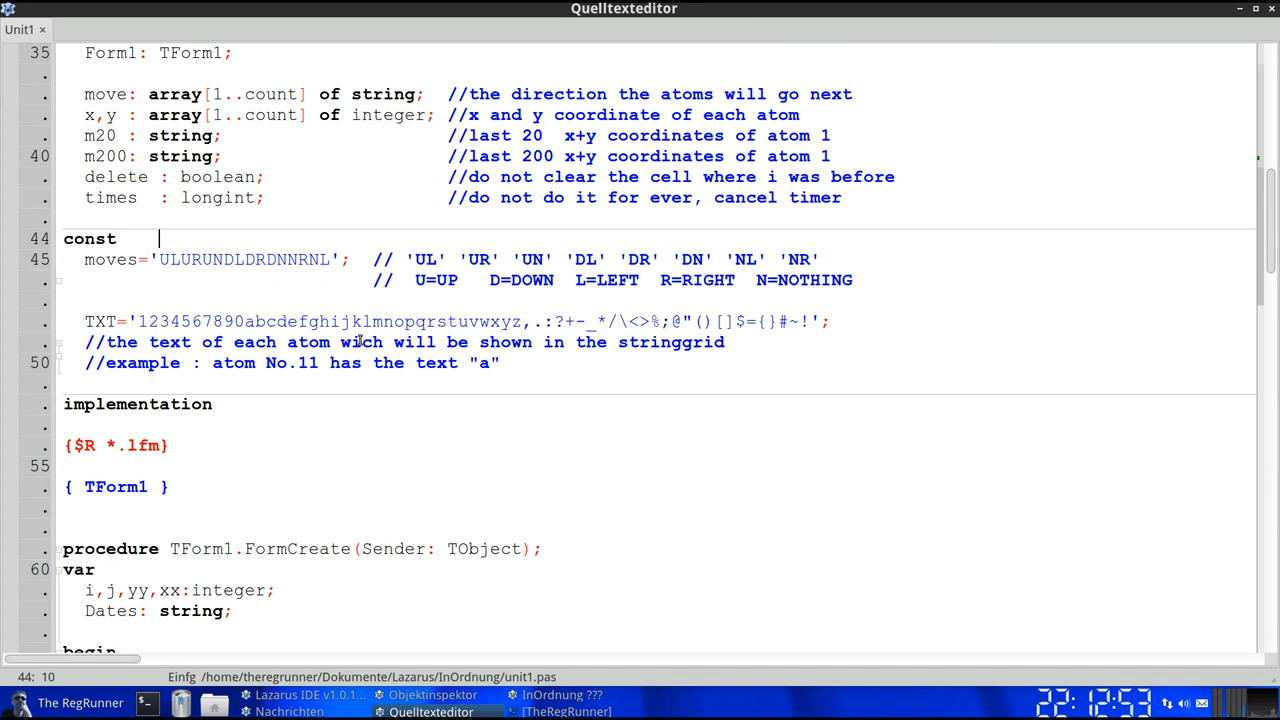 Quelltexteditor
Unit1 ×
35 Form1: TForm1;
.
. move: array[1..count] of string; //the direction the atoms will go next
. x,y : array[1..count] of integer; //x and y coordinate of each atom
. m20 : string; //last 20 x+y coordinates of atom 1
40 m200: string; //last 200 x+y coordinates of atom 1
. delete : boolean; //do not clear the cell where i was before
. times : longint; //do not do it for ever, cancel timer
.
44 const
45 moves='ULURUNDLDRDNNRNL'; // 'UL' 'UR' 'UN' 'DL' 'DR' 'DN' 'NL' 'NR'
// U=UP D=DOWN L=LEFT R=RIGHT N=NOTHING
.
. TXT='1234567890abcdefghijklmnopqrstuvwxyz,.:?+-_*/\<>%;@"()[]$={}#~!';
. //the text of each atom wich will be shown in the stringgrid
50 //example : atom No.11 has the text "a"
.
. implementation
.
. {$R *.lfm}
55
. { TForm1 }
.
.
. procedure TForm1.FormCreate(Sender: TObject);
60 var
. i,j,yy,xx:integer;
. Dates: string;
.
. begin
44: 10 Einfg /home/theregrunner/Dokumente/Lazarus/InOrdnung/unit1.pas
The RegRunner
Lazarus IDE v1.0.1... Objektinspektor InOrdnung ???
Nachrichten Quelltexteditor [TheRegRunner]
22:12:53